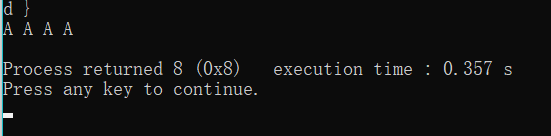 d }
A A A A
Process returned 8 (0x8)   execution time : 0.357 s
Press any key to continue.